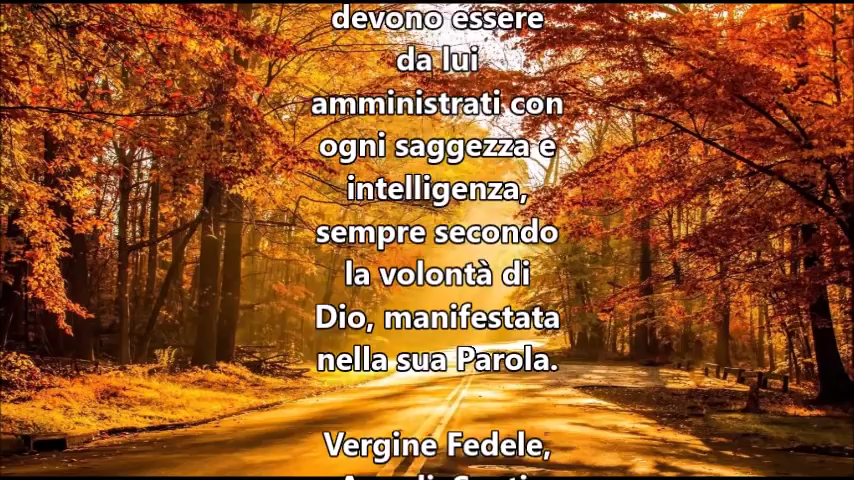 devono essere
da lui
amministrati con
ogni saggezza e
intelligenza,
sempre secondo
la volontà di
Dio, manifestata
nella sua Parola.
Vergine Fedele,